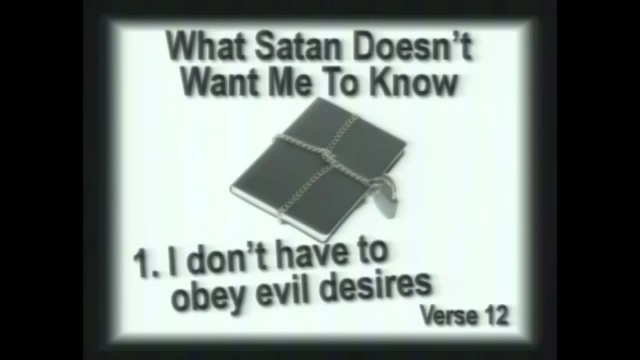 What Satan Doesn't
Want Me To Know
1. I don't have to
obey evil desires
Verse 12